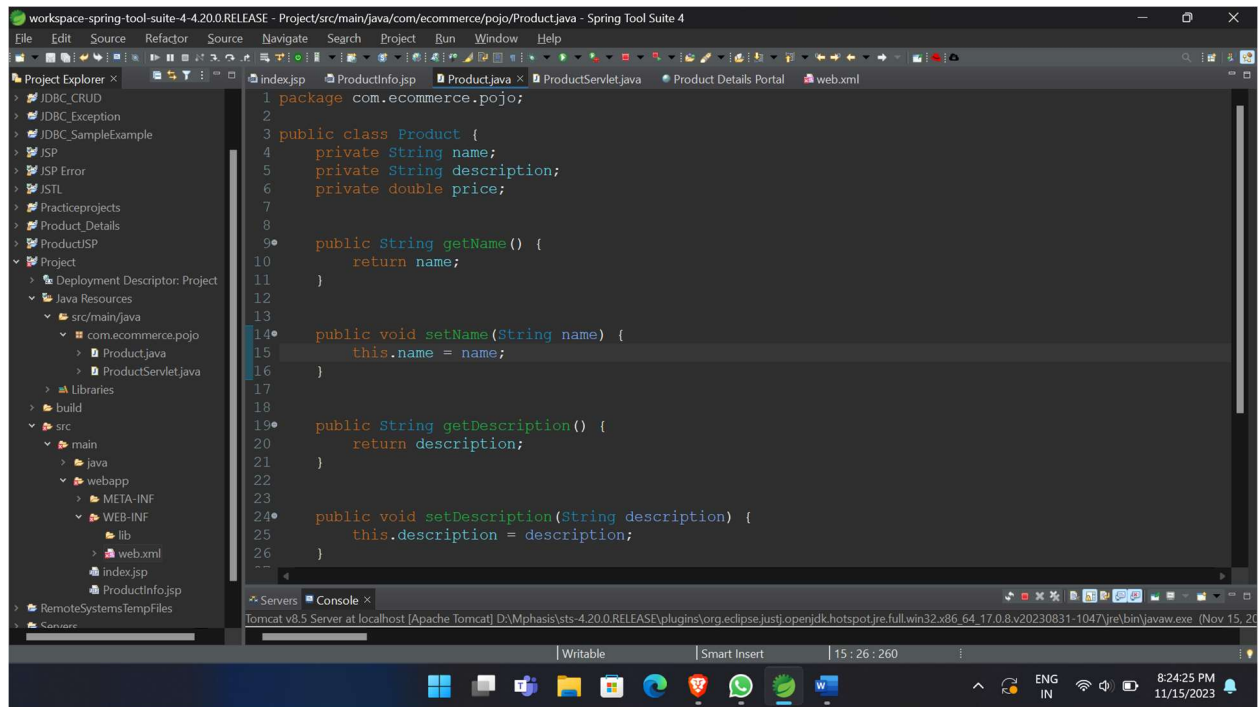 workspace-spring-tool-suite-4-4.20.0.RELEASE - Project/src/main/java/com/ecommerce/pojo/Product.java - Spring Tool Suite 4
File Edit Source Refactor Source Navigate Search Project Run Window Help
Project Explorer × index.jsp ProductInfo.jsp Product.java × ProductServlet.java Product Details Portal web.xml
JDBC_CRUD
JDBC_Exception
JDBC_SampleExample
JSP
JSP Error
JSTL
Practiceprojects
Product_Details
ProductJSP
Project
Deployment Descriptor: Project
Java Resources
src/main/java
com.ecommerce.pojo
Product.java
ProductServlet.java
Libraries
build
src
main
java
webapp
META-INF
WEB-INF
lib
web.xml
index.jsp
ProductInfo.jsp
RemoteSystemsTempFiles
Servers
1 package com.ecommerce.pojo;
2
3 public class Product {
4 private String name;
5 private String description;
6 private double price;
7
8
9 public String getName() {
10 return name;
11 }
12
13
14 public void setName(String name) {
15 this.name = name;
16 }
17
18
19 public String getDescription() {
20 return description;
21 }
22
23
24 public void setDescription(String description) {
25 this.description = description;
26 }
Servers Console ×
Tomcat v8.5 Server at localhost [Apache Tomcat] D:\Mphasis\sts-4.20.0.RELEASE\plugins\org.eclipse.justj.openjdk.hotspot.jre.full.win32.x86_64_17.0.8.v20230831-1047\jre\bin\javaw.exe (Nov 15, 20
Writable Smart Insert 15 : 26 : 260
ENG 8:24:25 PM
IN 11/15/2023